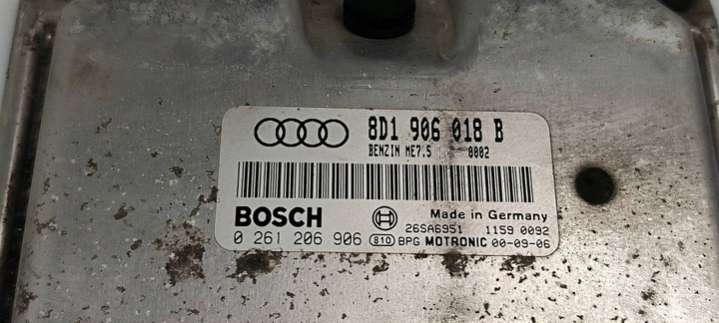 8D1 906 018 B
BENZIN ME7.5 0002
BOSCH
Made in Germany
26SA6951 1159 0092
0 261 206 906 810 BPG MOTRONIC 00-09-06